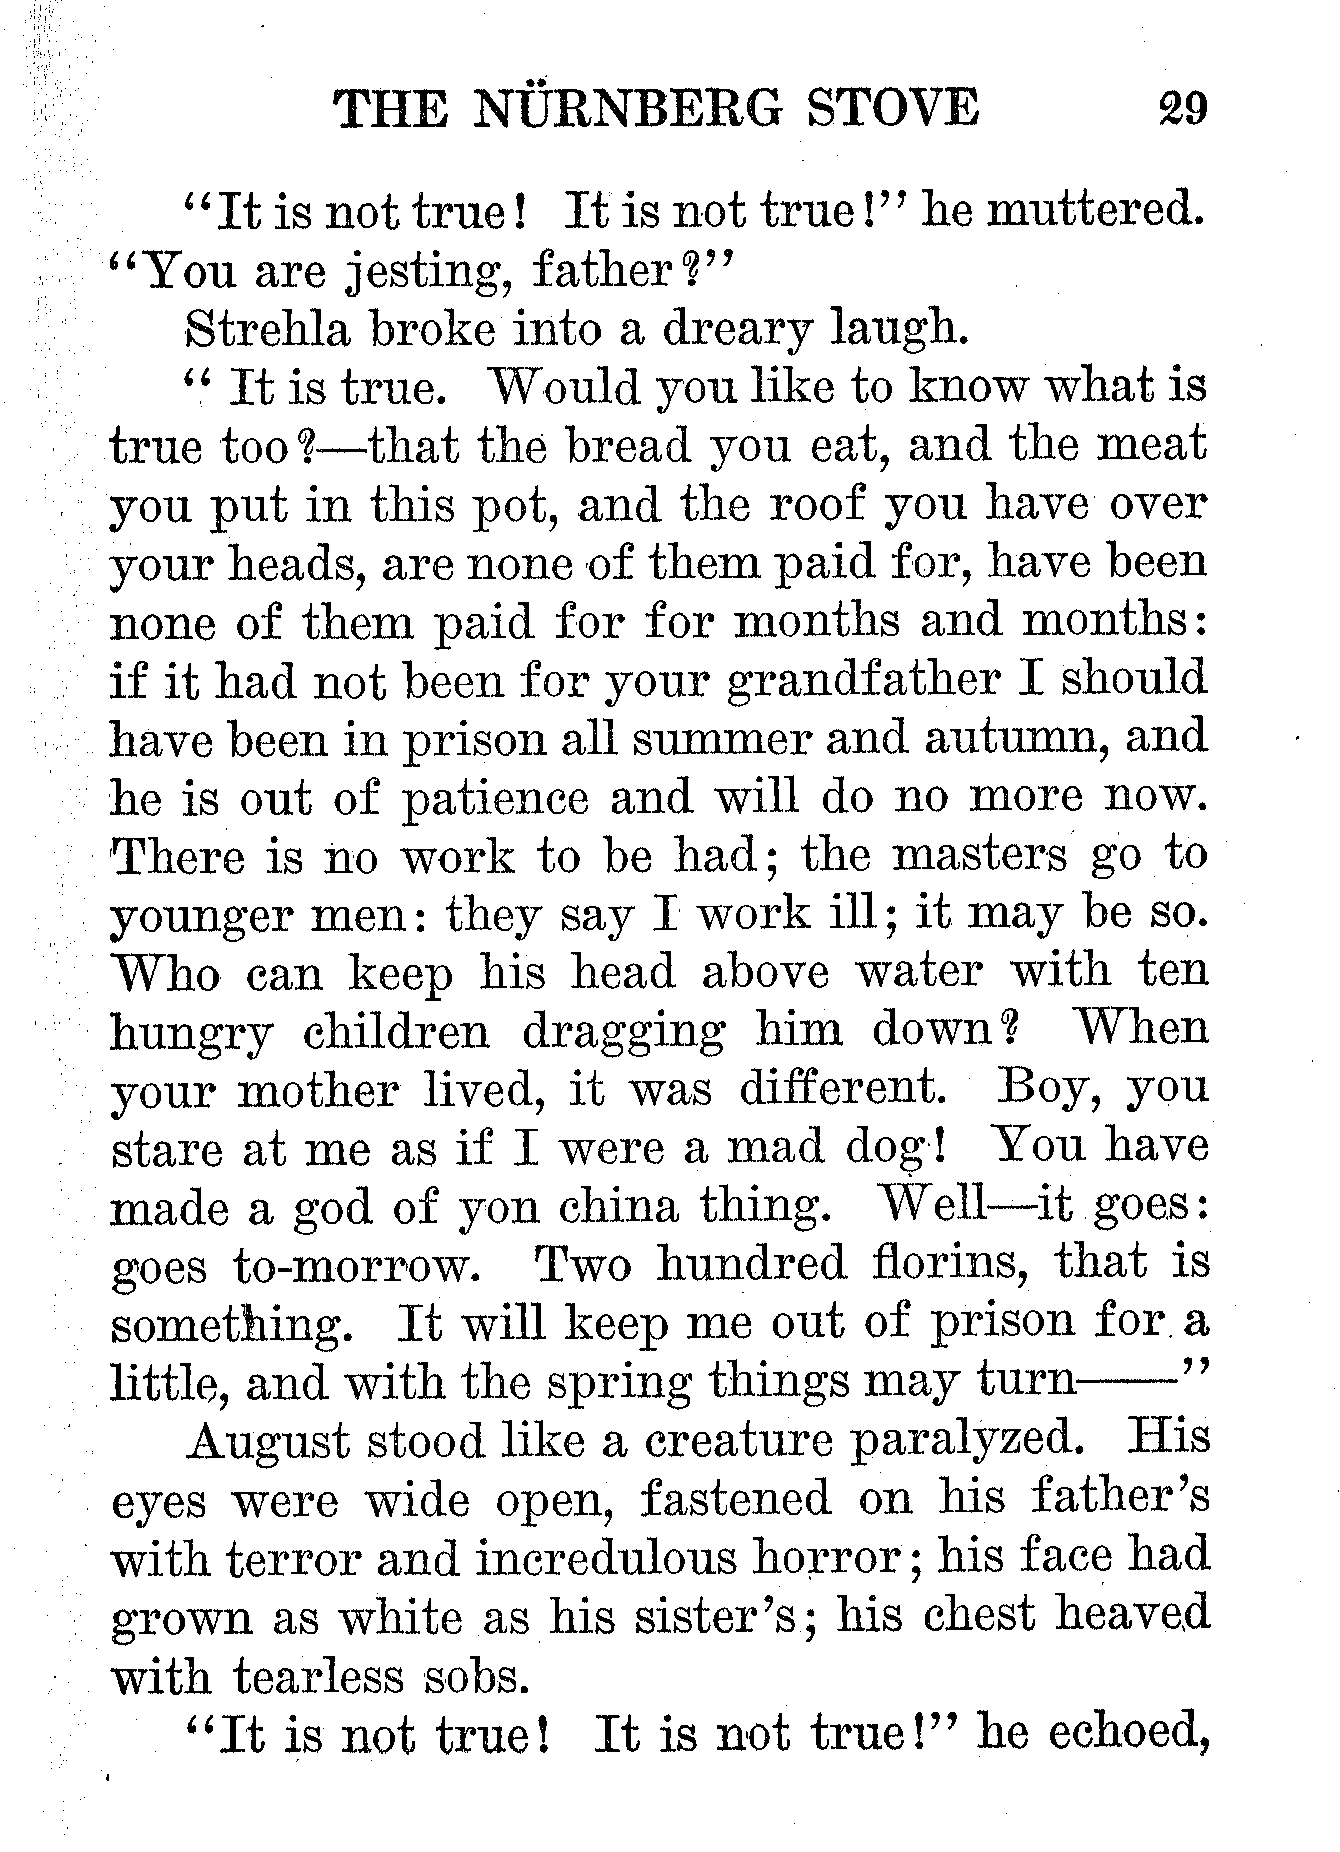 THE NÜRNBERG STOVE 29
"It is not true! It is not true!" he muttered.
"You are jesting, father?"
Strehla broke into a dreary laugh.
"It is true. Would you like to know what is
true too?—that the bread you eat, and the meat
you put in this pot, and the roof you have over
your heads, are none of them paid for, have been
none of them paid for for months and months:
if it had not been for your grandfather I should
have been in prison all summer and autumn, and
he is out of patience and will do no more now.
There is no work to be had; the masters go to
younger men: they say I work ill; it may be so.
Who can keep his head above water with ten
hungry children dragging him down? When
your mother lived, it was different. Boy, you
stare at me as if I were a mad dog! You have
made a god of yon china thing. Well—it goes:
goes to-morrow. Two hundred florins, that is
something. It will keep me out of prison for a
little, and with the spring things may turn——"
August stood like a creature paralyzed. His
eyes were wide open, fastened on his father's
with terror and incredulous horror; his face had
grown as white as his sister's; his chest heaved
with tearless sobs.
"It is not true! It is not true!" he echoed,